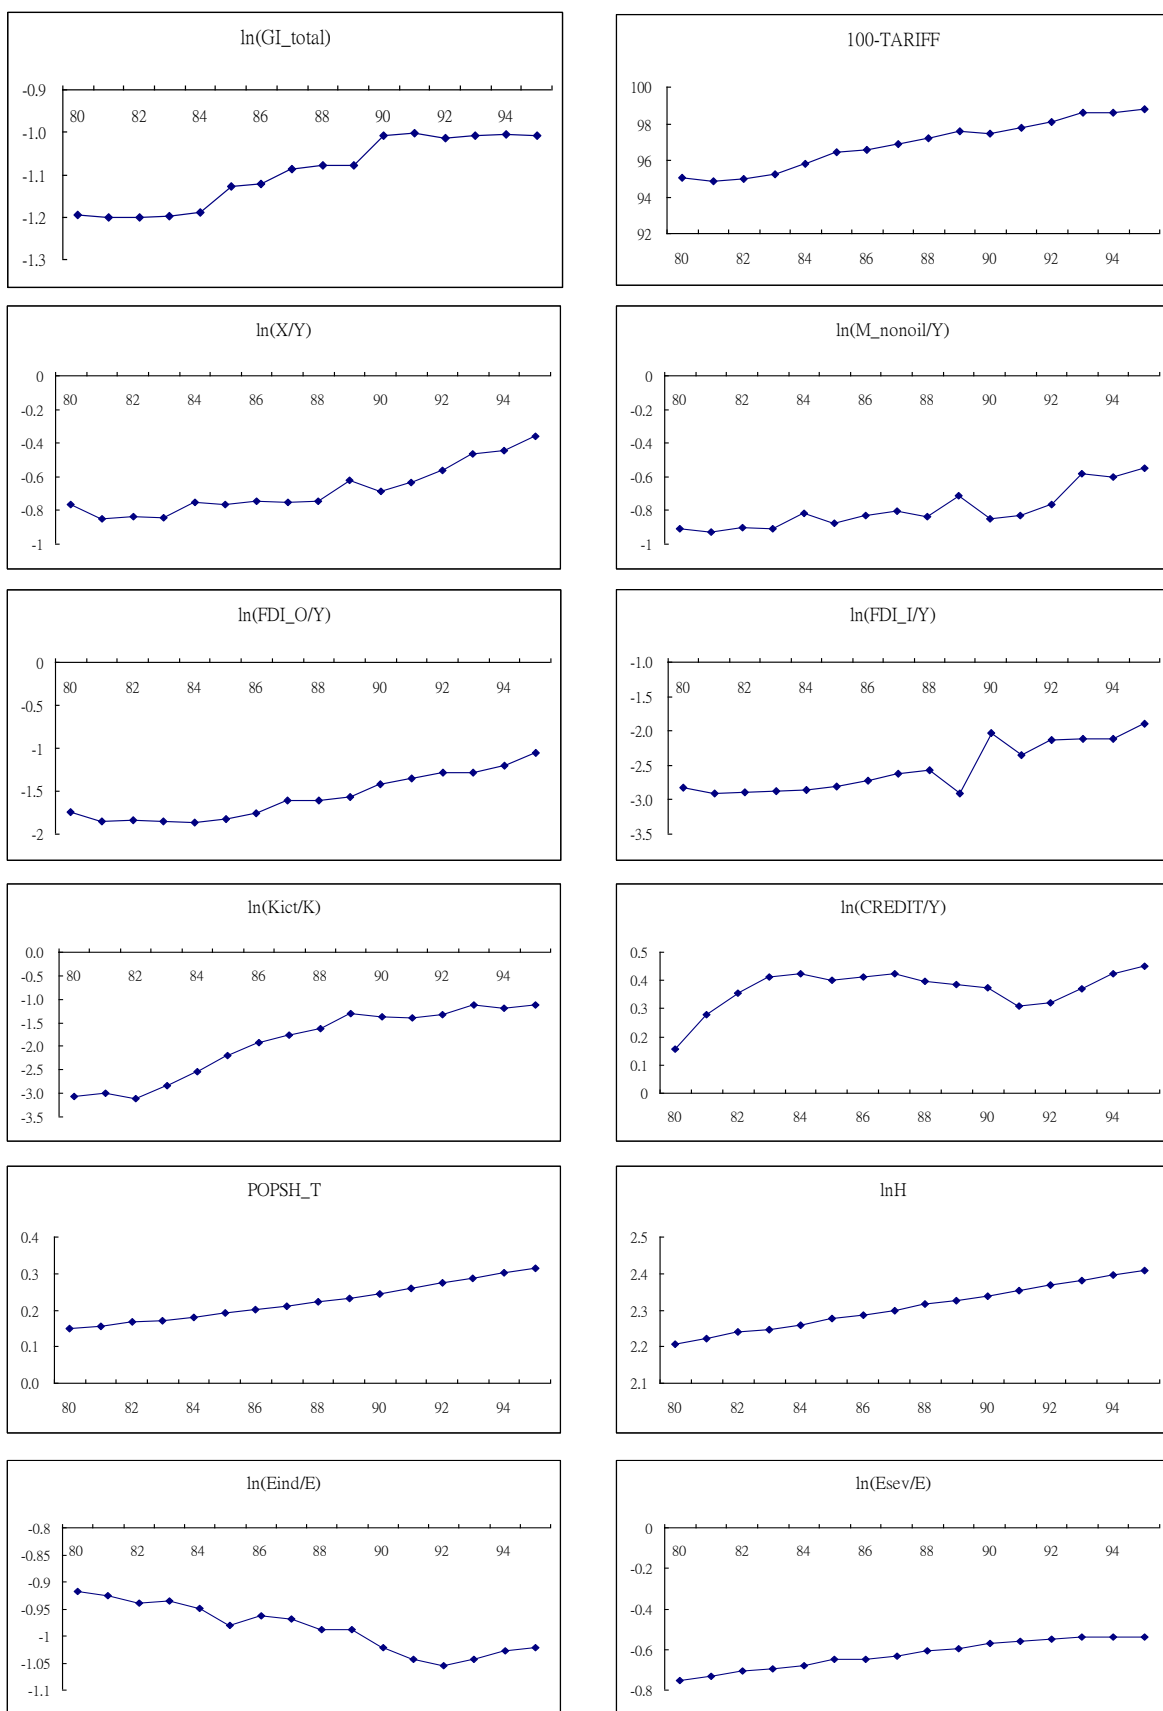 ln(GI_total)
-0.9
80 82 84 86 88 90 92 94
-1.0
-1.1
-1.2
-1.3
100-TARIFF
100
98
96
94
92
80 82 84 86 88 90 92 94
ln(X/Y)
0
80 82 84 86 88 90 92 94
-0.2
-0.4
-0.6
-0.8
-1
ln(M_nonoil/Y)
0
80 82 84 86 88 90 92 94
-0.2
-0.4
-0.6
-0.8
-1
ln(FDI_O/Y)
0
80 82 84 86 88 90 92 94
-0.5
-1
-1.5
-2
ln(FDI_I/Y)
-1.0
80 82 84 86 88 90 92 94
-1.5
-2.0
-2.5
-3.0
-3.5
ln(Kict/K)
0.0
80 82 84 86 88 90 92 94
-0.5
-1.0
-1.5
-2.0
-2.5
-3.0
-3.5
ln(CREDIT/Y)
0.5
0.4
0.3
0.2
0.1
0
80 82 84 86 88 90 92 94
POPSH_T
0.4
0.3
0.2
0.1
0.0
80 82 84 86 88 90 92 94
lnH
2.5
2.4
2.3
2.2
2.1
80 82 84 86 88 90 92 94
ln(Eind/E)
-0.8
80 82 84 86 88 90 92 94
-0.85
-0.9
-0.95
-1
-1.05
-1.1
ln(Esev/E)
0
80 82 84 86 88 90 92 94
-0.2
-0.4
-0.6
-0.8